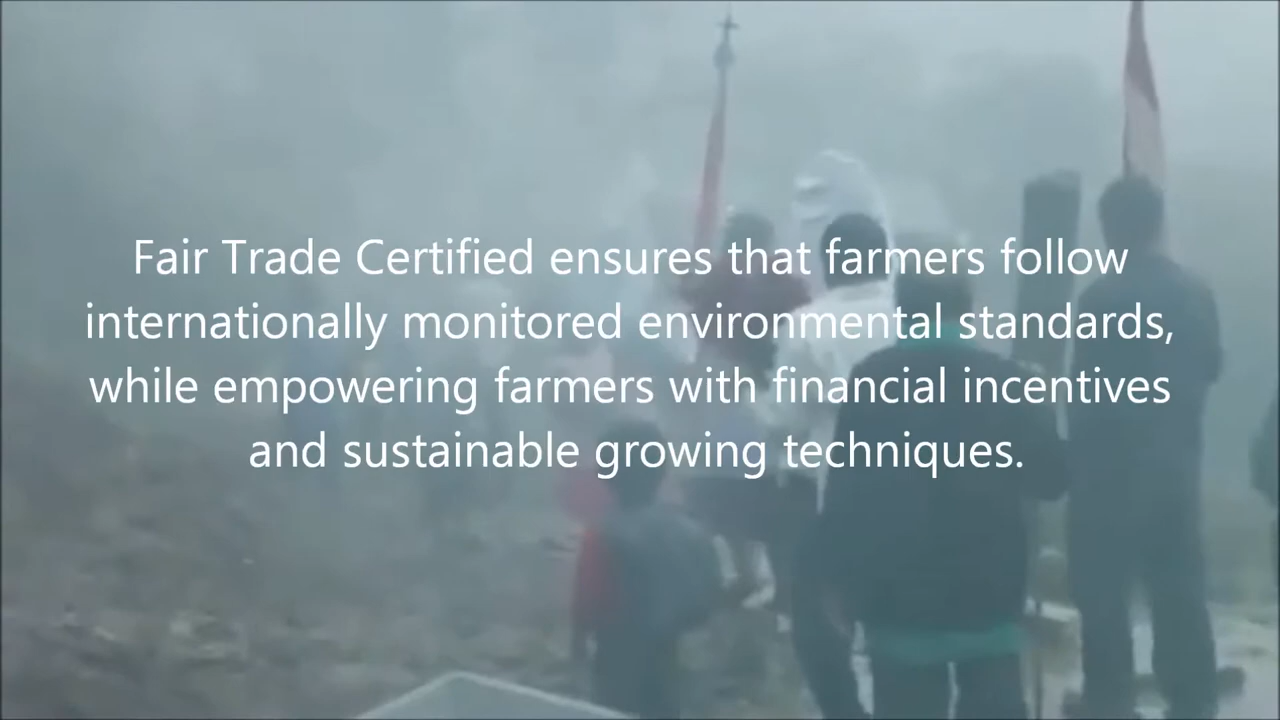 Fair Trade Certified ensures that farmers follow
internationally monitored environmental standards,
while empowering farmers with financial incentives
and sustainable growing techniques.